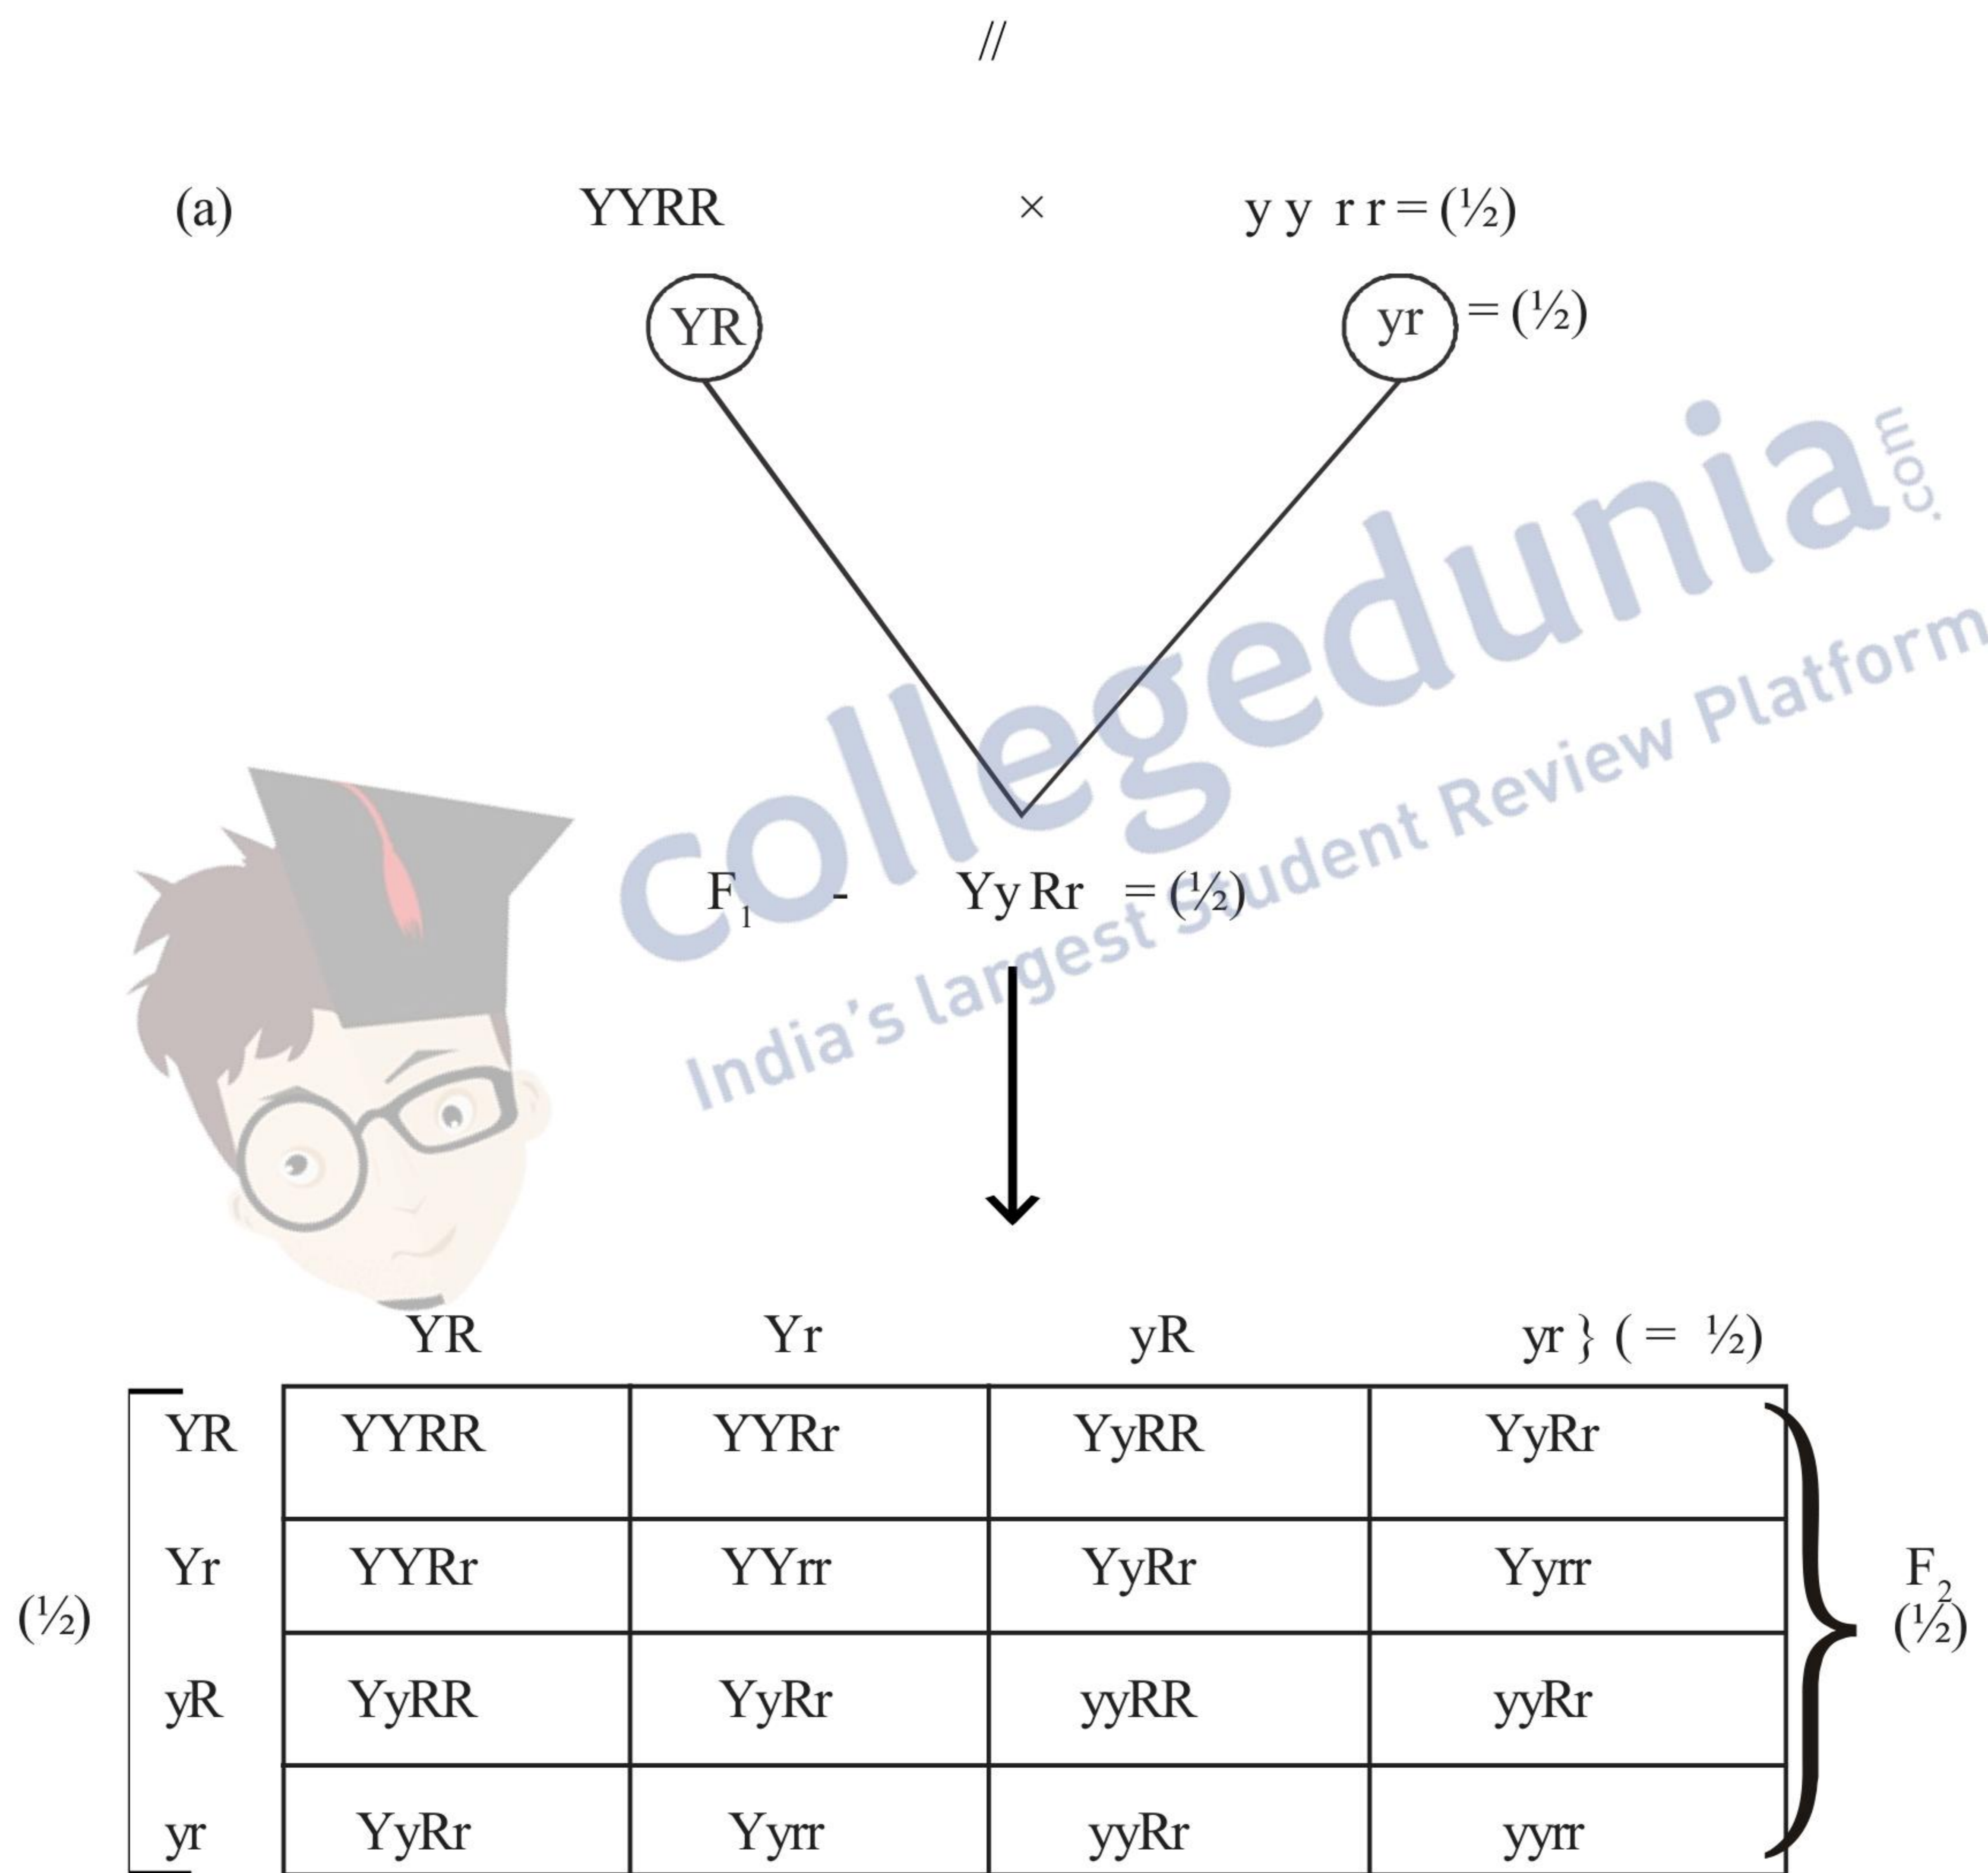 //
(a) YYRR × y y r r = (½)
YR yr = (½)
collegedunia.com
India's largest Student Review Platform
F₁ - Yy Rr = (½)
YR Yr yR yr } ( = ½)
YR YYRR YYRr YyRR YyRr
Yr YYRr YYrr YyRr Yyrr F₂
(½) (½)
yR YyRR YyRr yyRR yyRr
yr YyRr Yyrr yyRr yyrr